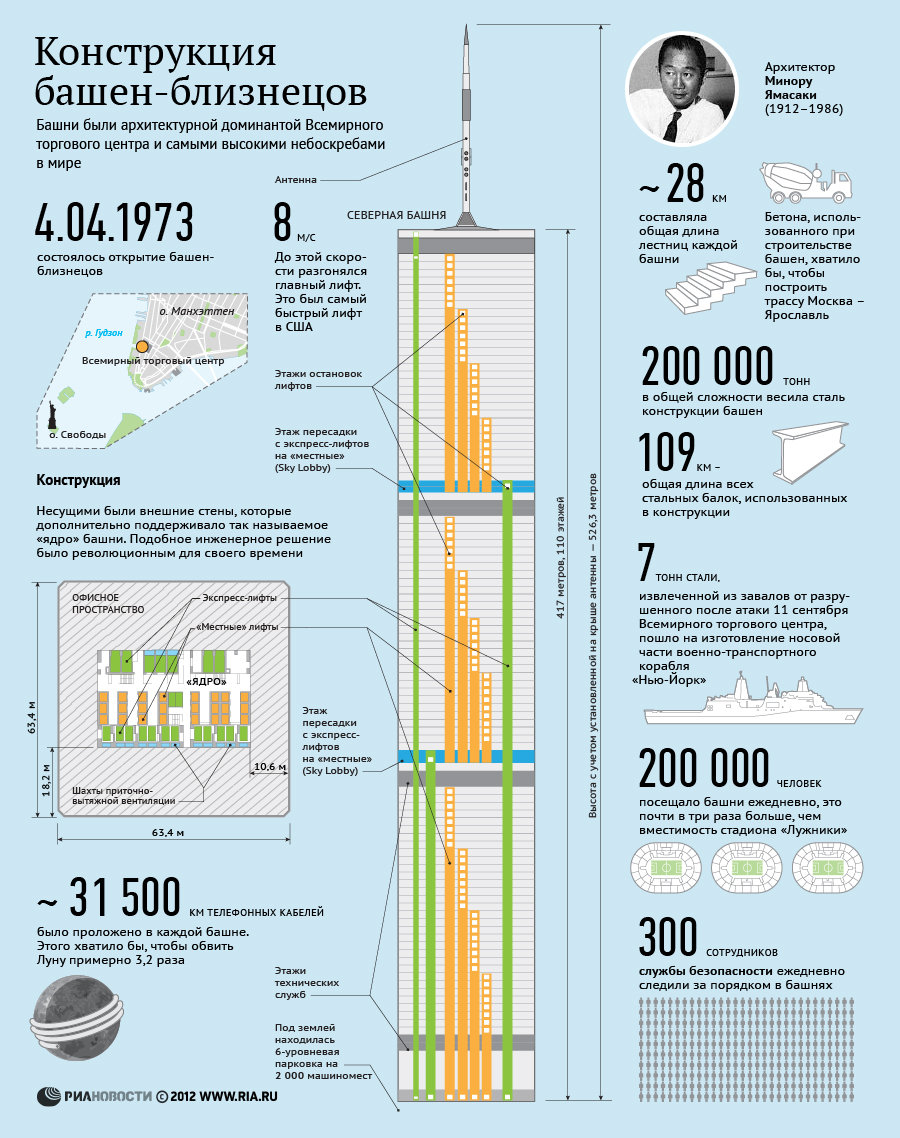 Конструкция
башен-близнецов
Башни были архитектурной доминантой Всемирного
торгового центра и самыми высокими небоскребами
в мире
4.04.1973
состоялось открытие башен-
близнецов
8 м/с
До этой скоро-
сти разгонялся
главный лифт.
Это был самый
быстрый лифт
в США
р. Гудзон
о. Манхэттен
Всемирный торговый центр
о. Свободы
Конструкция
Несущими были внешние стены, которые
дополнительно поддерживало так называемое
«ядро» башни. Подобное инженерное решение
было революционным для своего времени
ОФИСНОЕ
ПРОСТРАНСТВО
Экспресс-лифты
«Местные» лифты
«ЯДРО»
63,4 м
18,2 м
10,6 м
Шахты приточно-
вытяжной вентиляции
63,4 м
~ 31 500 КМ ТЕЛЕФОННЫХ КАБЕЛЕЙ
было проложено в каждой башне.
Этого хватило бы, чтобы обвить
Луну примерно 3,2 раза
РИАНОВОСТИ © 2012 WWW.RIA.RU
Антенна
СЕВЕРНАЯ БАШНЯ
Этажи остановок
лифтов
Этаж пересадки
с экспресс-лифтов
на «местные»
(Sky Lobby)
Этаж
пересадки
с экспресс-
лифтов
на «местные»
(Sky Lobby)
Этажи
технических
служб
Под землей
находилась
6-уровневая
парковка на
2 000 машиномест
417 метров, 110 этажей
Высота с учетом установленной на крыше антенны — 526,3 метров
Архитектор
Минору
Ямасаки
(1912–1986)
~ 28 КМ
составляла
общая длина
лестниц каждой
башни
Бетона, исполь-
зованного при
строительстве
башен, хватило
бы, чтобы
построить
трассу Москва –
Ярославль
200 000 ТОНН
в общей сложности весила сталь
конструкции башен
109 КМ –
общая длина всех
стальных балок, использованных
в конструкции
7 ТОНН СТАЛИ,
извлеченной из завалов от разру-
шенного после атаки 11 сентября
Всемирного торгового центра,
пошло на изготовление носовой
части военно-транспортного
корабля
«Нью-Йорк»
200 000 ЧЕЛОВЕК
посещало башни ежедневно, это
почти в три раза больше, чем
вместимость стадиона «Лужники»
300 СОТРУДНИКОВ
службы безопасности ежедневно
следили за порядком в башнях